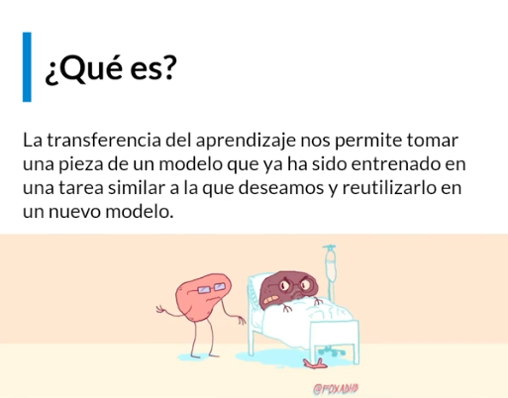 ¿Qué es?
La transferencia del aprendizaje nos permite tomar
una pieza de un modelo que ya ha sido entrenado en
una tarea similar a la que deseamos y reutilizarlo en
un nuevo modelo.
@FOXADHD